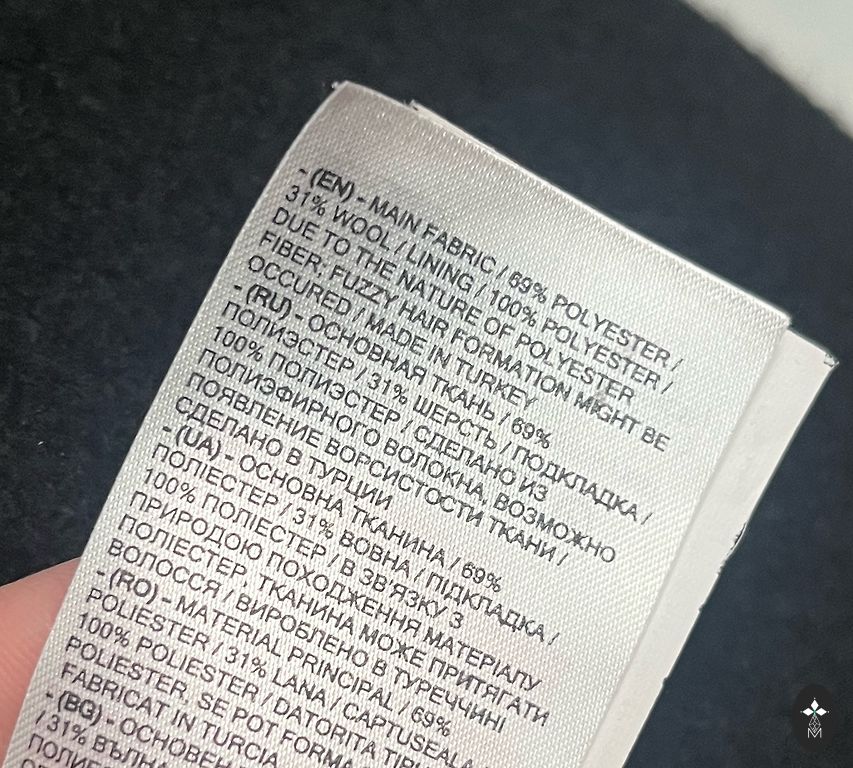 - (EN) - MAIN FABRIC / 69% POLYESTER /
31% WOOL / LINING / 100% POLYESTER /
DUE TO THE NATURE OF POLYESTER
FIBER, FUZZY HAIR FORMATION MIGHT BE
OCCURED / MADE IN TURKEY
- (RU) - ОСНОВНАЯ ТКАНЬ / 69%
ПОЛИЭСТЕР / 31% ШЕРСТЬ / ПОДКЛАДКА /
100% ПОЛИЭСТЕР / СДЕЛАНО ИЗ
ПОЛИЭФИРНОГО ВОЛОКНА, ВОЗМОЖНО
ПОЯВЛЕНИЕ ВОРСИСТОСТИ ТКАНИ /
СДЕЛАНО В ТУРЦИИ
- (UA) - ОСНОВНА ТКАНИНА / 69%
ПОЛІЕСТЕР / 31% ВОВНА / ПІДКЛАДКА /
100% ПОЛІЕСТЕР / В ЗВ'ЯЗКУ З
ПРИРОДОЮ ПОХОДЖЕННЯ МАТЕРІАЛУ
ПОЛІЕСТЕР, ТКАНИНА МОЖЕ ПРИТЯГАТИ
ВОЛОССЯ / ВИРОБЛЕНО В ТУРЕЧЧИНІ
- (RO) - MATERIAL PRINCIPAL / 69%
POLIESTER / 31% LANA / CAPTUSEALA
100% POLIESTER / DATORITA
POLIESTER, SE POT
FABRICAT IN TURCIA
- (BG) -
/ 31% ВЪЛНА
M